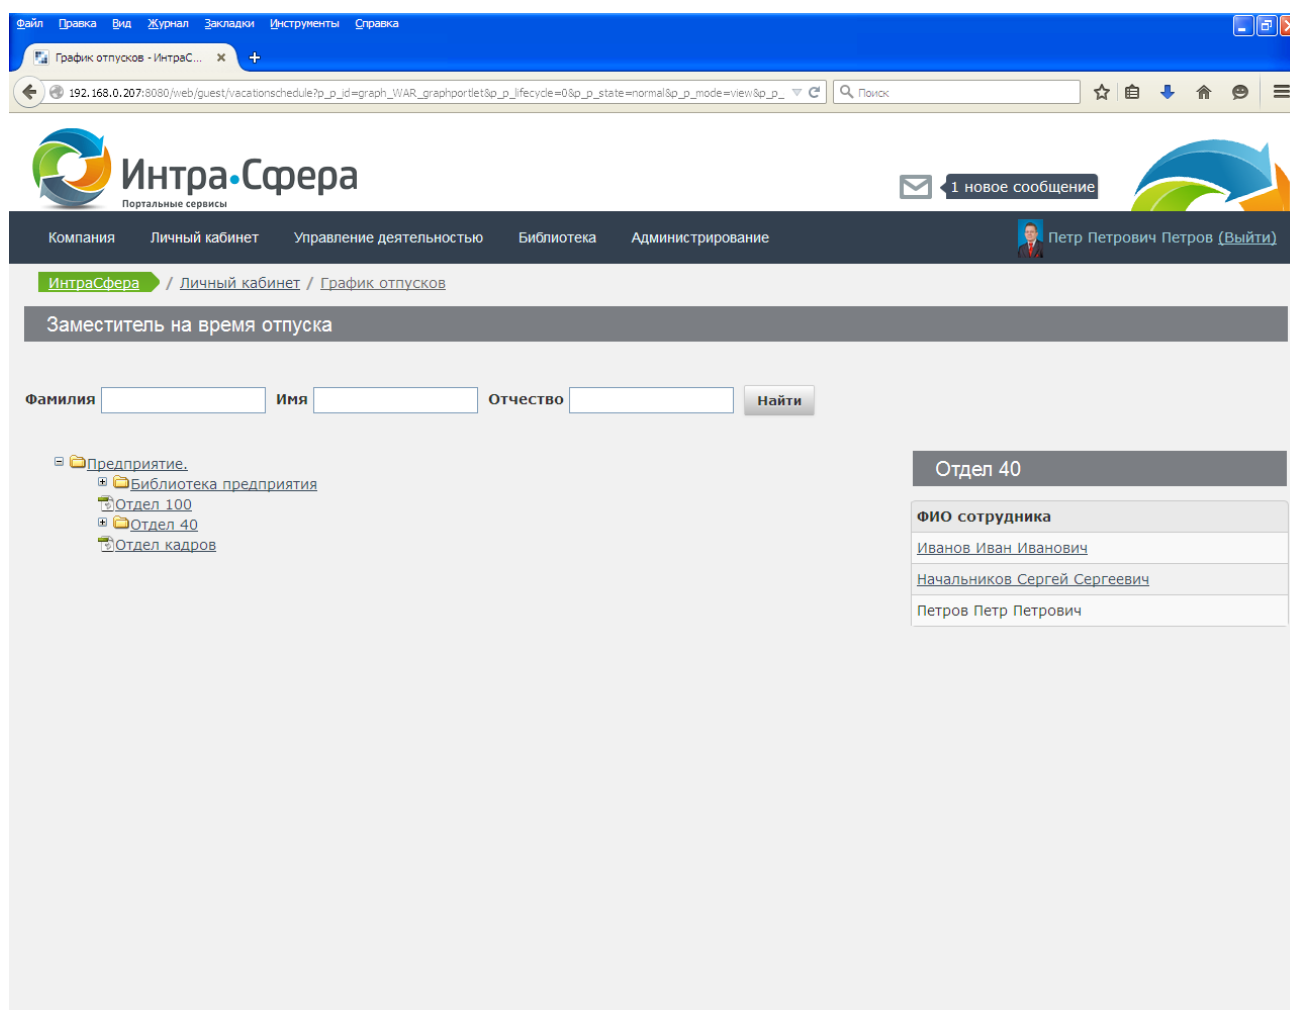 Файл Правка Вид Журнал Закладки Инструменты Справка
График отпусков - ИнтраС...
192.168.0.207:8080/web/guest/vacationschedule?p_p_id=graph_WAR_graphportlet&p_p_lifecycle=0&p_p_state=normal&p_p_mode=view&p_p_ Поиск
Интра•Сфера
Портальные сервисы
1 новое сообщение
Компания Личный кабинет Управление деятельностью Библиотека Администрирование Петр Петрович Петров (Выйти)
ИнтраСфера / Личный кабинет / График отпусков
Заместитель на время отпуска
Фамилия Имя Отчество Найти
Предприятие.
Библиотека предприятия
Отдел 100
Отдел 40
Отдел кадров
Отдел 40
ФИО сотрудника
Иванов Иван Иванович
Начальников Сергей Сергеевич
Петров Петр Петрович